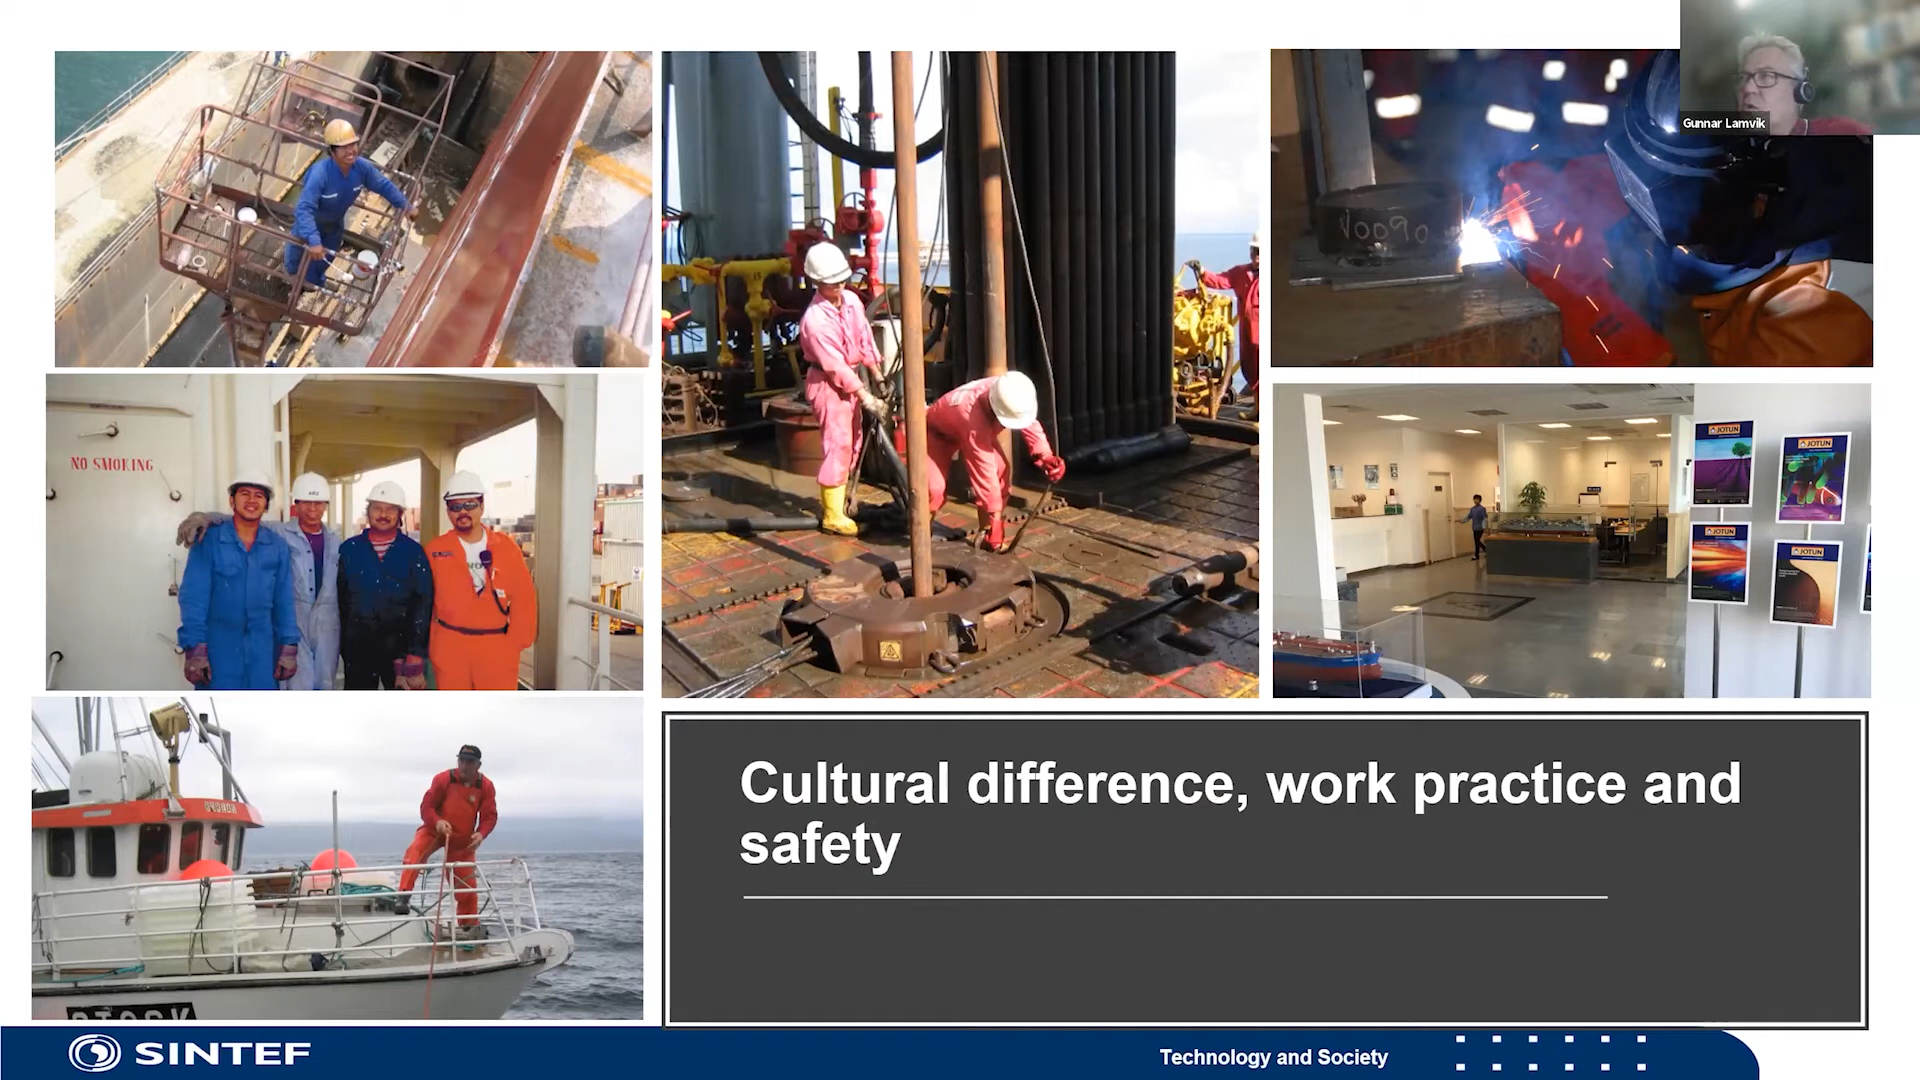 Gunnar Lamvik
V0090
NO SMOKING
JOTUN
JOTUN
JOTUN
JOTUN
Cultural difference, work practice and
safety
SINTEF
Technology and Society